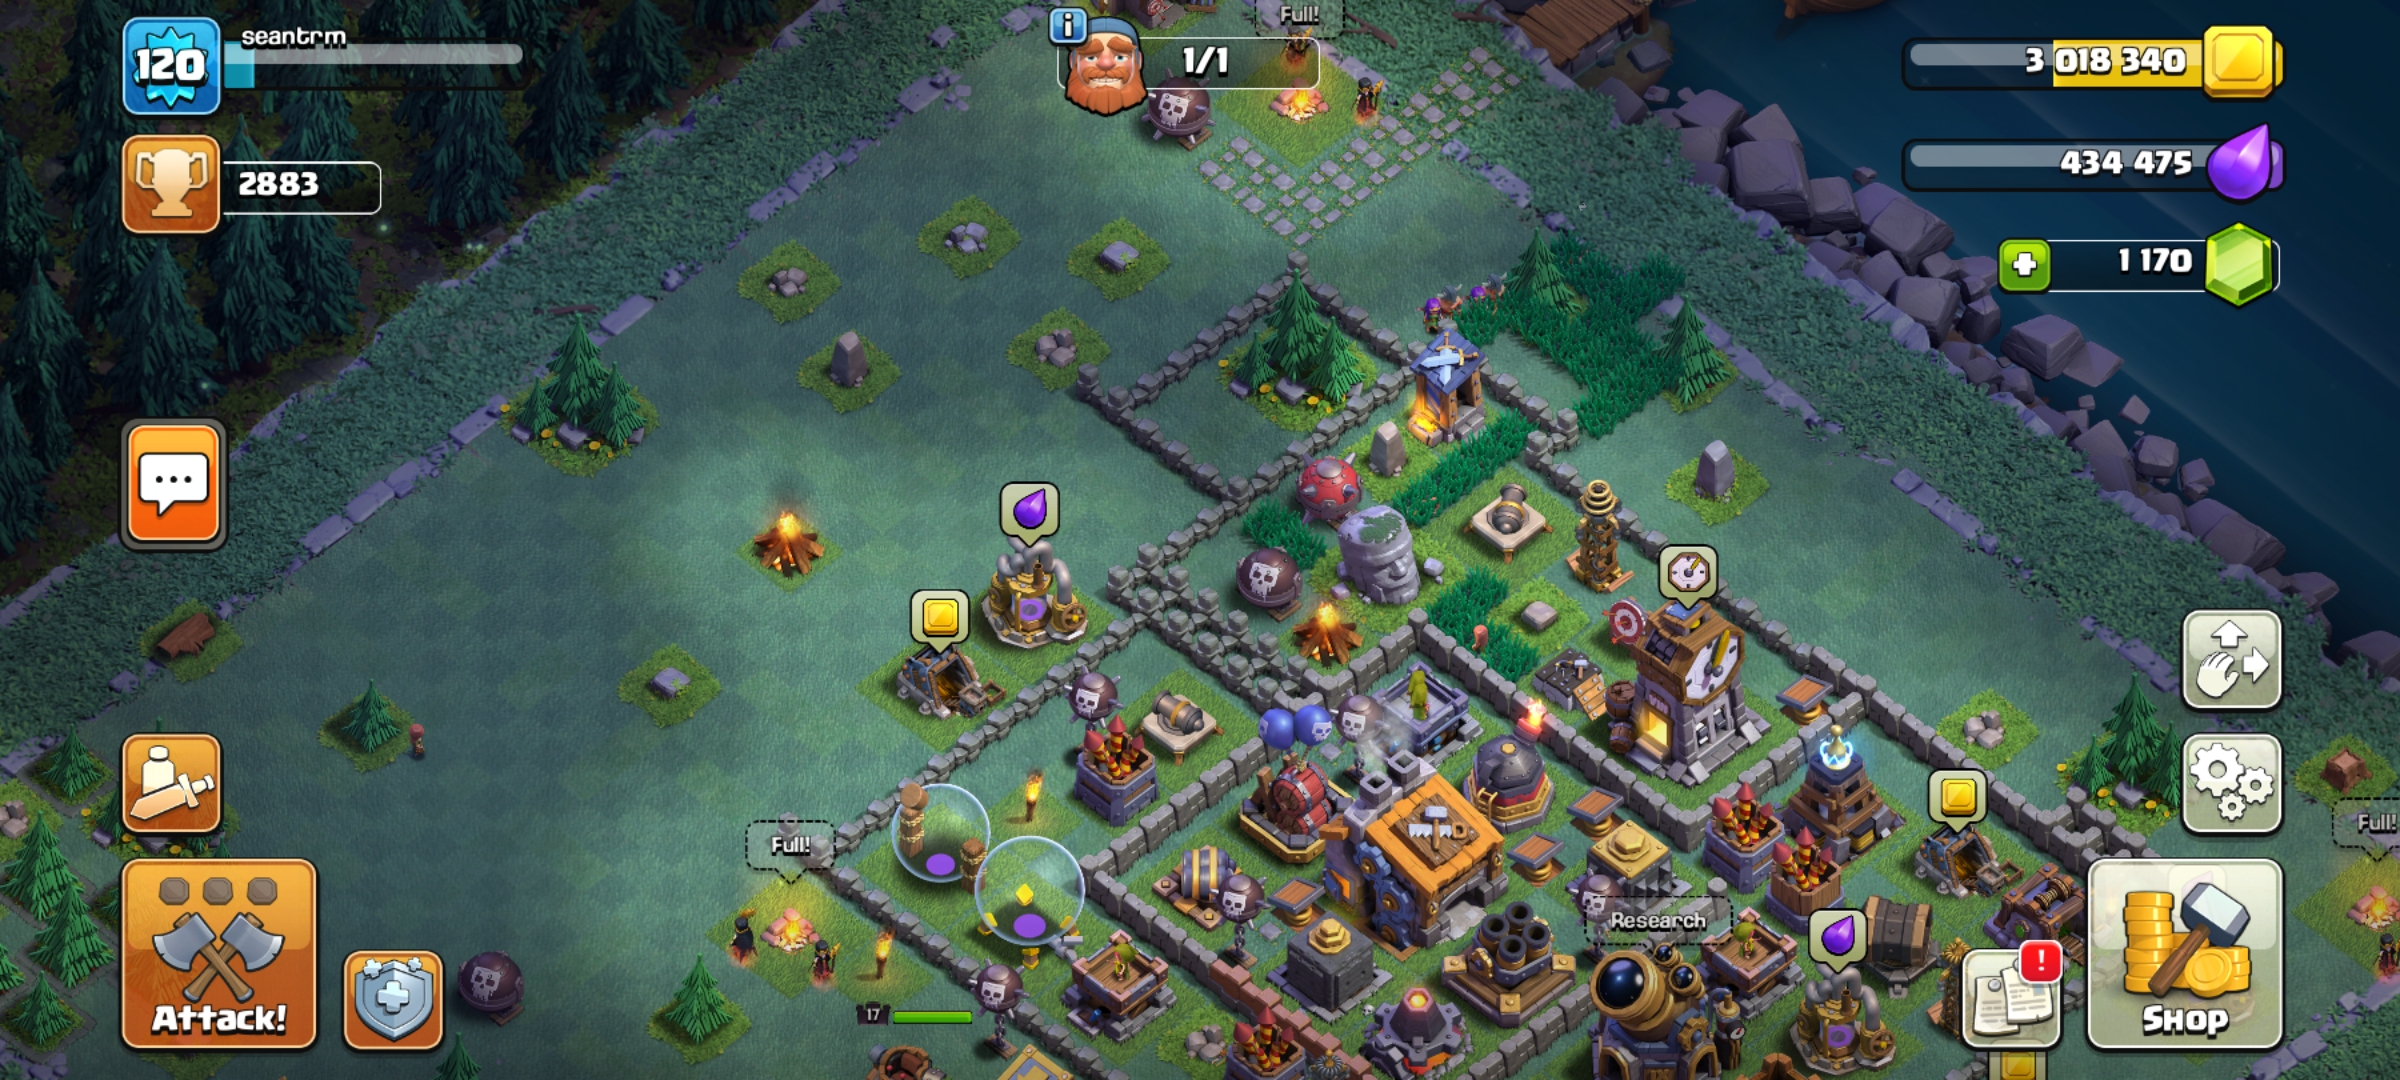 120
seantrm
1/1
Full!
3 018 340
2883
434 475
1 170
Full!
Full!
Research
Attack!
17
!
Shop